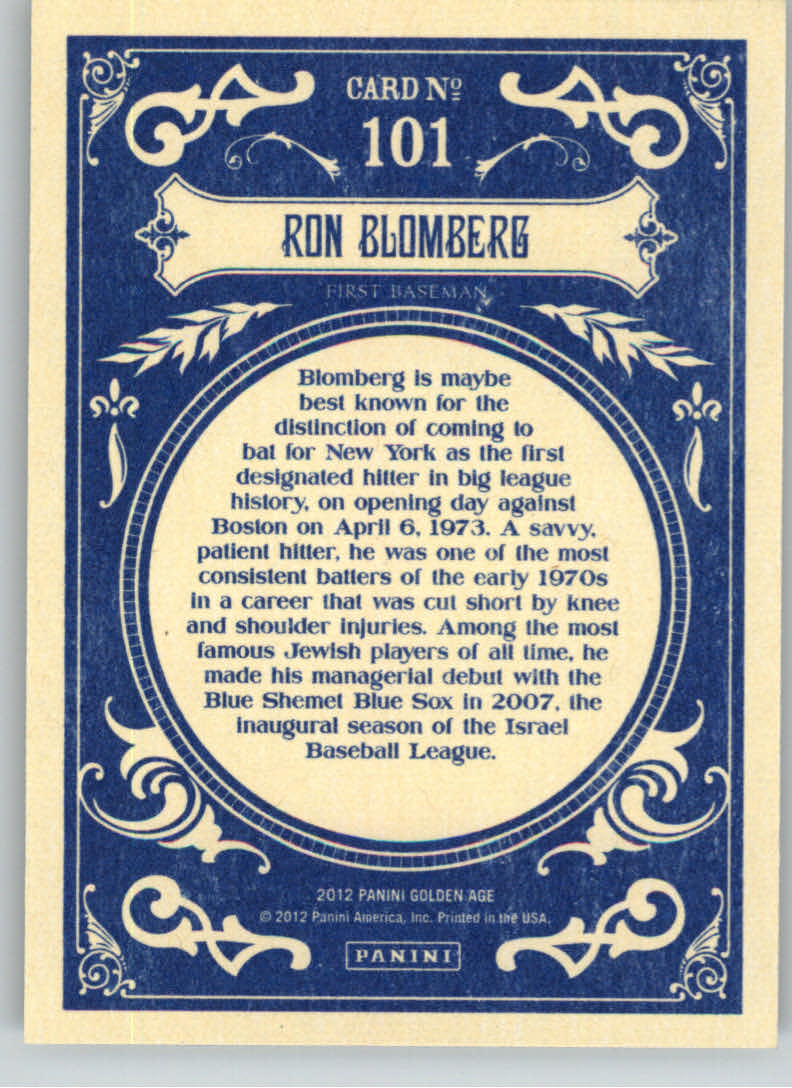 CARD Nº
101
RON BLOMBERG
FIRST BASEMAN
Blomberg is maybe
best known for the
distinction of coming to
bat for New York as the first
designated hitter in big league
history, on opening day against
Boston on April 6, 1973. A savvy,
patient hitter, he was one of the most
consistent batters of the early 1970s
in a career that was cut short by knee
and shoulder injuries. Among the most
famous Jewish players of all time, he
made his managerial debut with the
Blue Shemet Blue Sox in 2007, the
inaugural season of the Israel
Baseball League.
2012 PANINI GOLDEN AGE
© 2012 Panini America, Inc. Printed in the USA.
PANINI